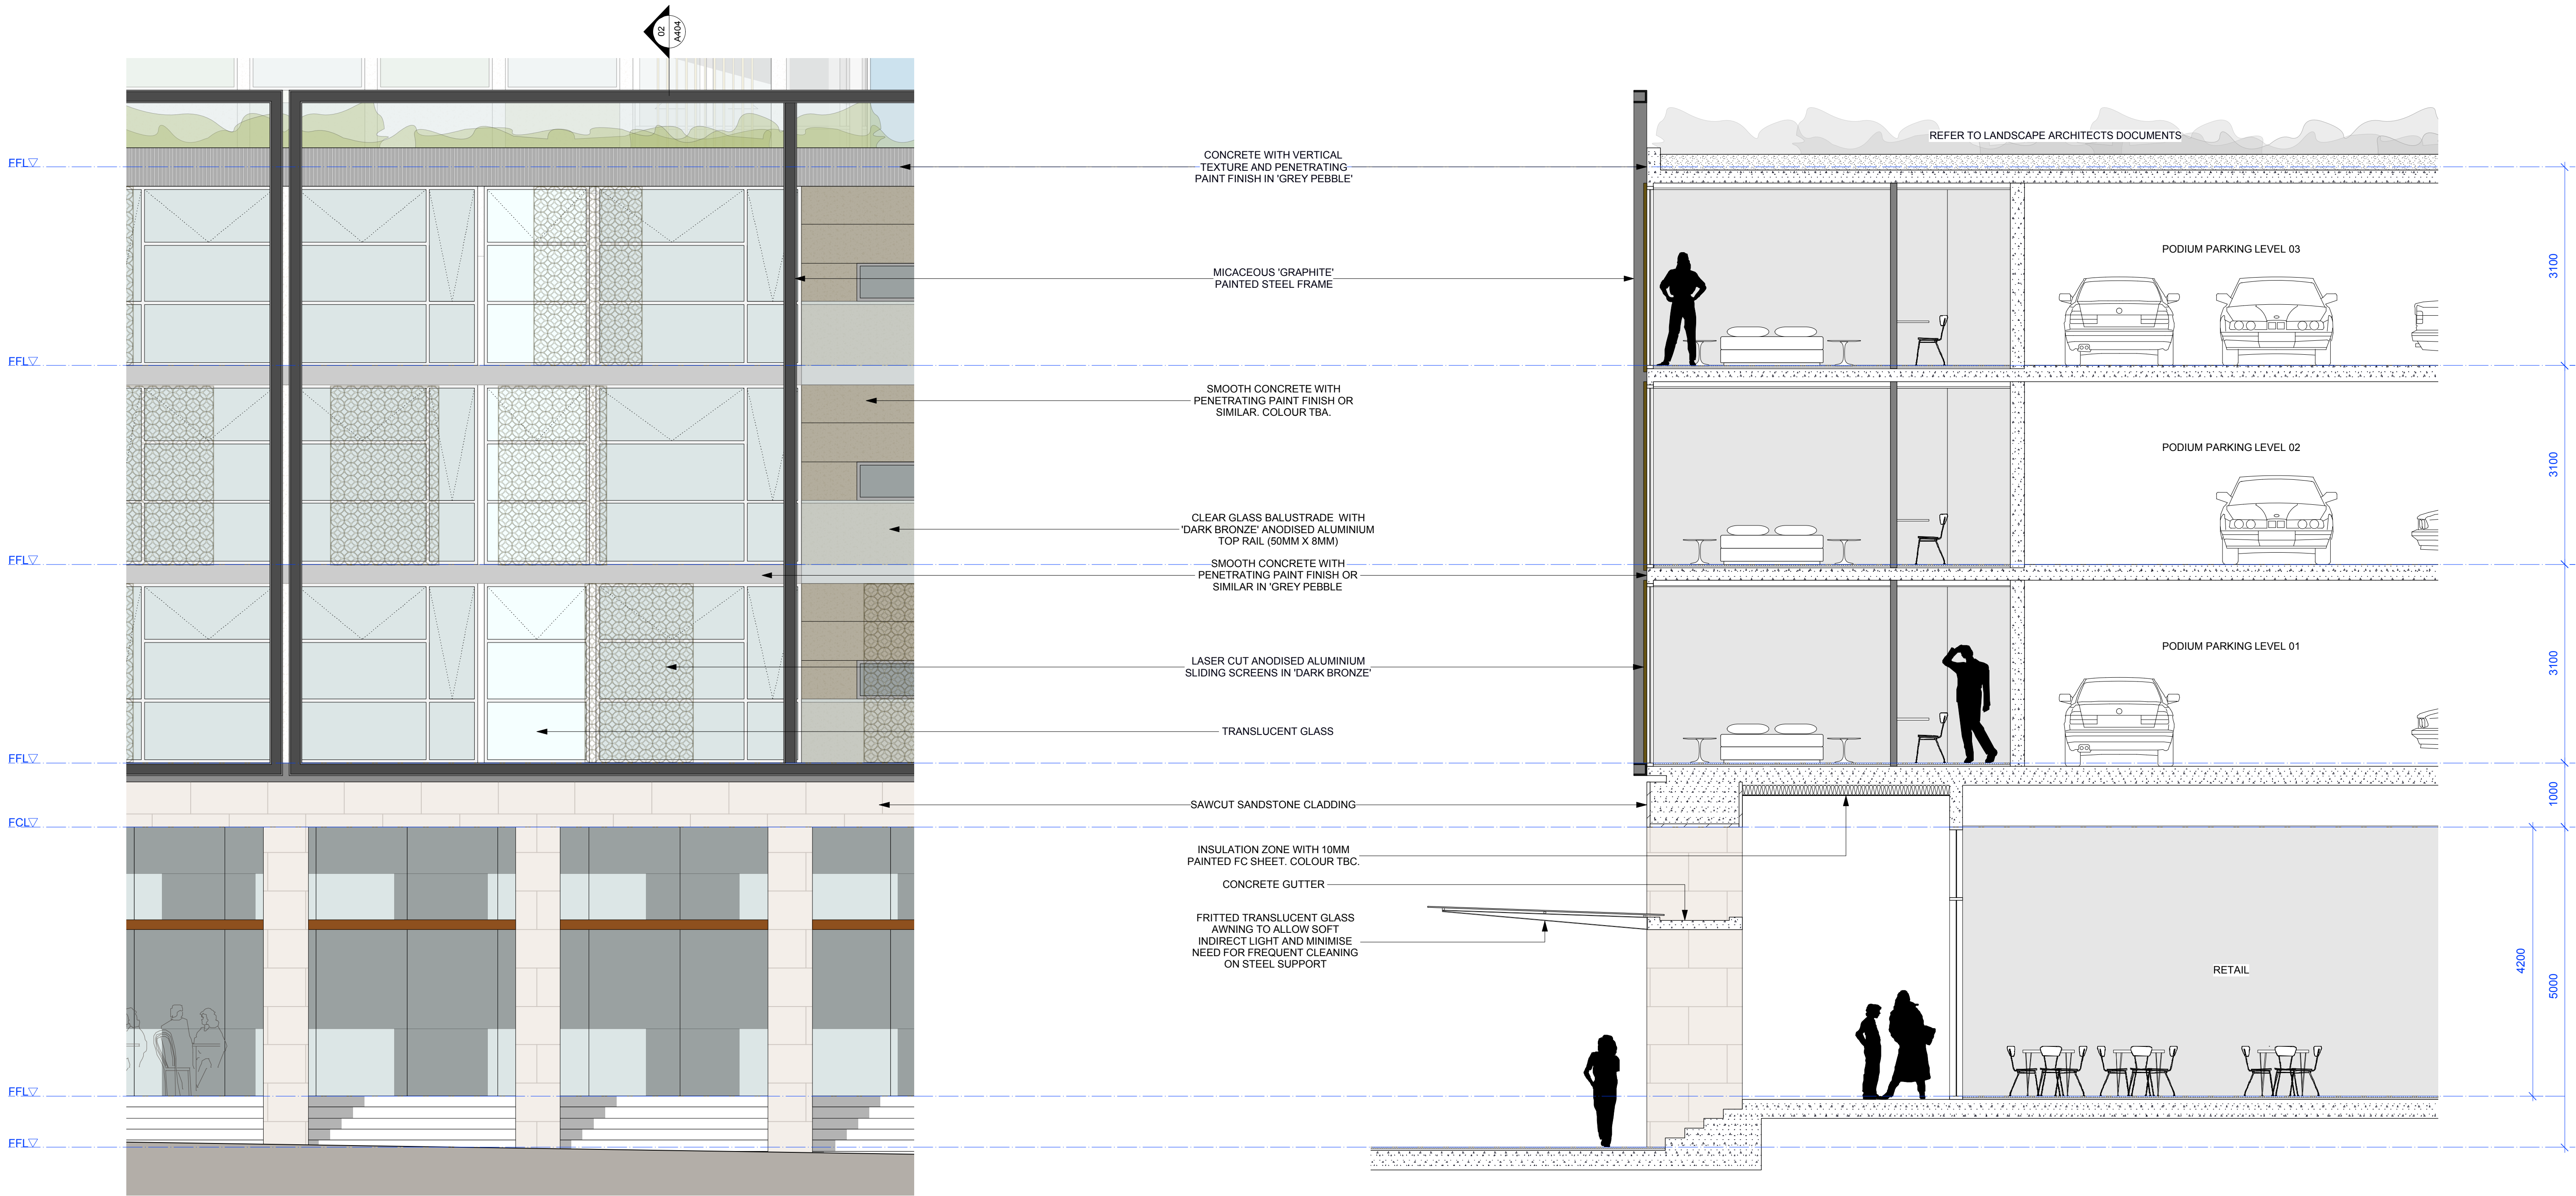 02
A404
FFL
CONCRETE WITH VERTICAL
TEXTURE AND PENETRATING
PAINT FINISH IN 'GREY PEBBLE'
REFER TO LANDSCAPE ARCHITECTS DOCUMENTS
MICACEOUS 'GRAPHITE'
PAINTED STEEL FRAME
PODIUM PARKING LEVEL 03
3100
FFL
SMOOTH CONCRETE WITH
PENETRATING PAINT FINISH OR
SIMILAR. COLOUR TBA.
PODIUM PARKING LEVEL 02
3100
CLEAR GLASS BALUSTRADE WITH
'DARK BRONZE' ANODISED ALUMINIUM
TOP RAIL (50MM X 8MM)
FFL
SMOOTH CONCRETE WITH
PENETRATING PAINT FINISH OR
SIMILAR IN 'GREY PEBBLE
PODIUM PARKING LEVEL 01
3100
LASER CUT ANODISED ALUMINIUM
SLIDING SCREENS IN 'DARK BRONZE'
TRANSLUCENT GLASS
FFL
SAWCUT SANDSTONE CLADDING
1000
FCL
INSULATION ZONE WITH 10MM
PAINTED FC SHEET. COLOUR TBC.
CONCRETE GUTTER
FRITTED TRANSLUCENT GLASS
AWNING TO ALLOW SOFT
INDIRECT LIGHT AND MINIMISE
NEED FOR FREQUENT CLEANING
ON STEEL SUPPORT
RETAIL
4200
5000
FFL
FFL